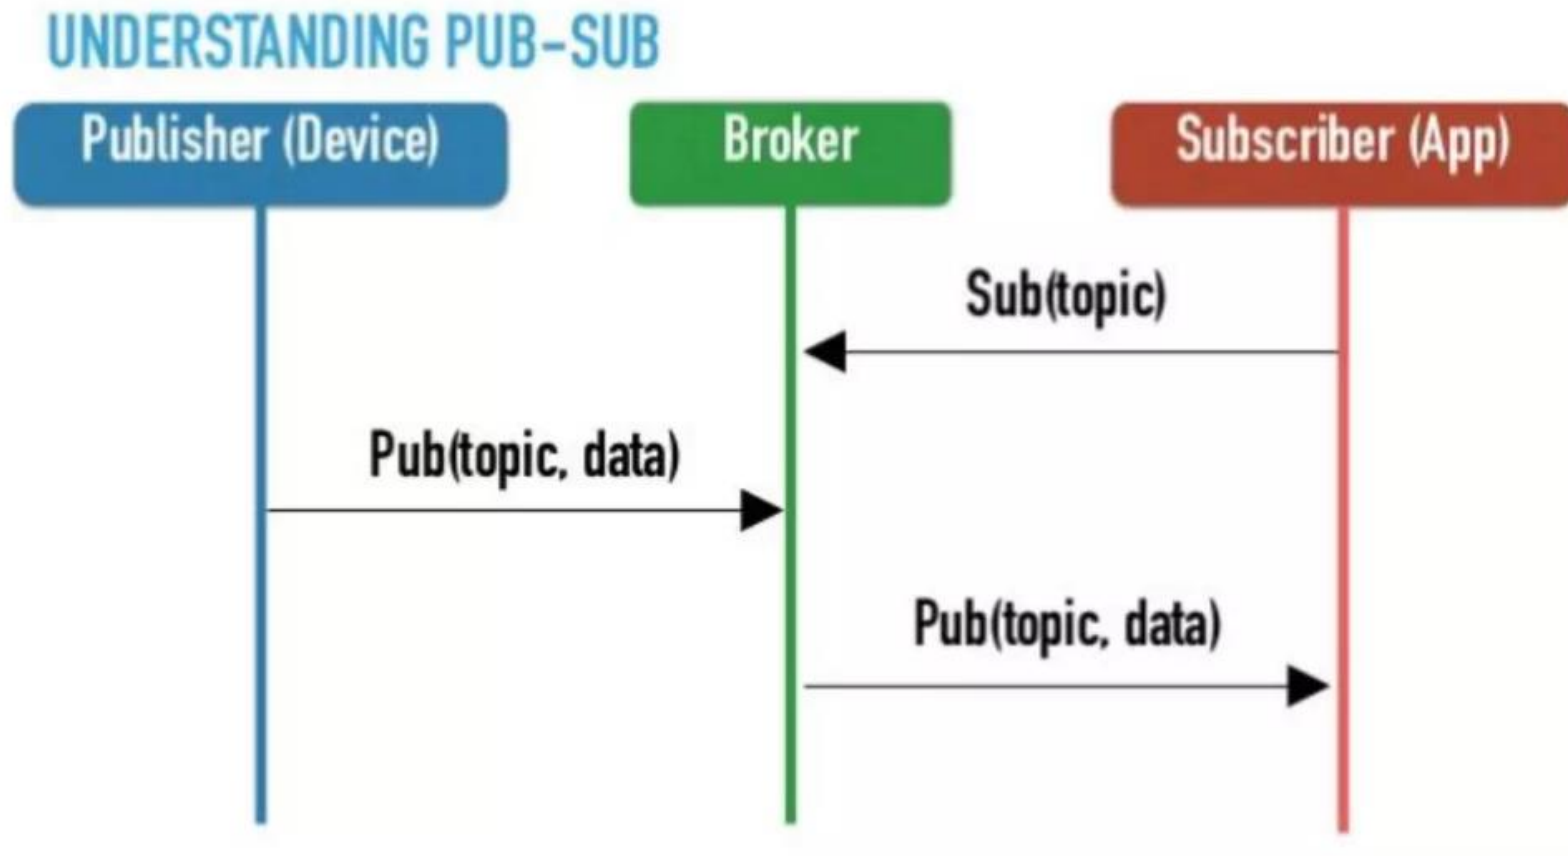 UNDERSTANDING PUB-SUB
Publisher (Device)
Broker
Subscriber (App)
Sub(topic)
Pub(topic, data)
Pub(topic, data)